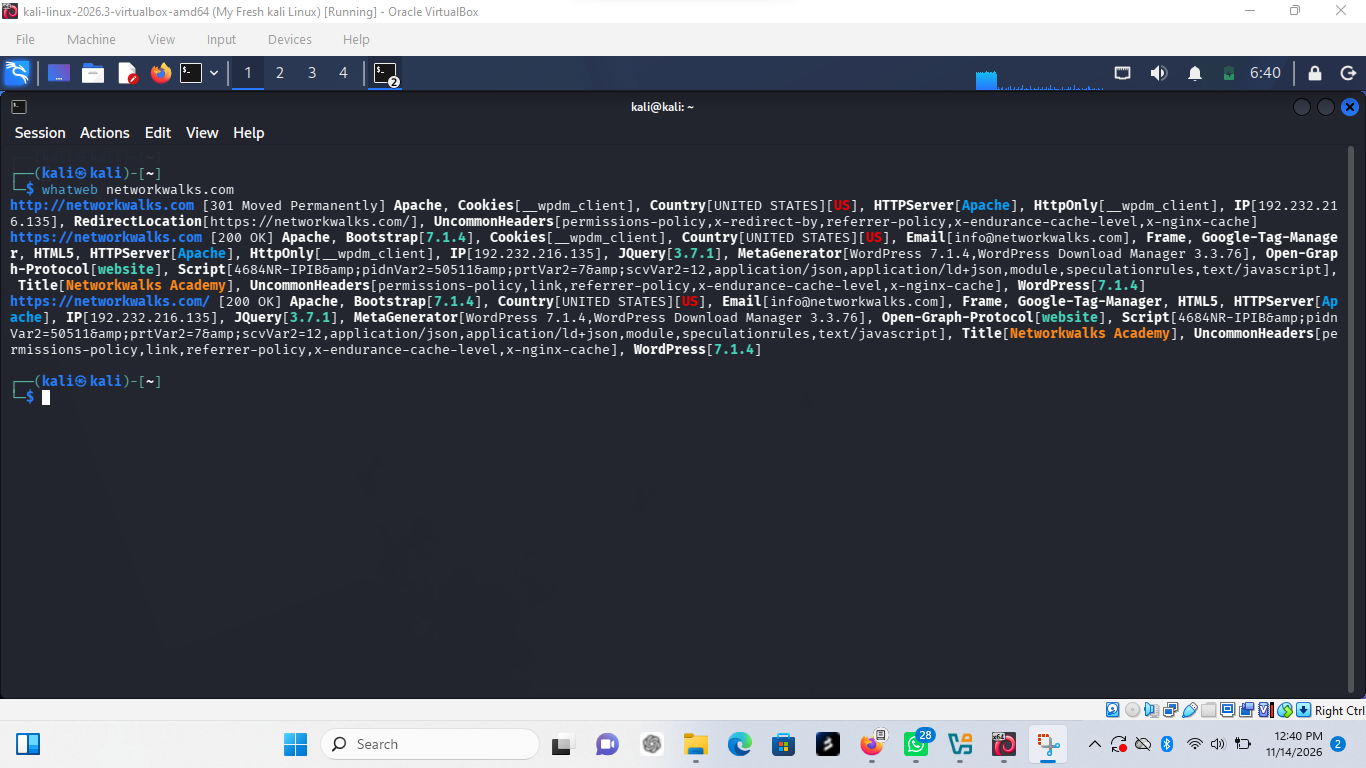 kali-linux-2026.3-virtualbox-amd64 (My Fresh kali Linux) [Running] - Oracle VirtualBox
File Machine View Input Devices Help
1 2 3 4 2 6:40
kali@kali: ~
Session Actions Edit View Help
┌──(kali㉿kali)-[~]
└─$ whatweb networkwalks.com
http://networkwalks.com [301 Moved Permanently] Apache, Cookies[__wpdm_client], Country[UNITED STATES][US], HTTPServer[Apache], HttpOnly[__wpdm_client], IP[192.232.21
6.135], RedirectLocation[https://networkwalks.com/], UncommonHeaders[permissions-policy,x-redirect-by,referrer-policy,x-endurance-cache-level,x-nginx-cache]
https://networkwalks.com [200 OK] Apache, Bootstrap[7.1.4], Cookies[__wpdm_client], Country[UNITED STATES][US], Email[info@networkwalks.com], Frame, Google-Tag-Manage
r, HTML5, HTTPServer[Apache], HttpOnly[__wpdm_client], IP[192.232.216.135], JQuery[3.7.1], MetaGenerator[WordPress 7.1.4,WordPress Download Manager 3.3.76], Open-Grap
h-Protocol[website], Script[4684NR-IPIB&amp;pidnVar2=50511&amp;prtVar2=7&amp;scvVar2=12,application/json,application/ld+json,module,speculationrules,text/javascript],
Title[Networkwalks Academy], UncommonHeaders[permissions-policy,link,referrer-policy,x-endurance-cache-level,x-nginx-cache], WordPress[7.1.4]
https://networkwalks.com/ [200 OK] Apache, Bootstrap[7.1.4], Country[UNITED STATES][US], Email[info@networkwalks.com], Frame, Google-Tag-Manager, HTML5, HTTPServer[Ap
ache], IP[192.232.216.135], JQuery[3.7.1], MetaGenerator[WordPress 7.1.4,WordPress Download Manager 3.3.76], Open-Graph-Protocol[website], Script[4684NR-IPIB&amp;pidn
Var2=50511&amp;prtVar2=7&amp;scvVar2=12,application/json,application/ld+json,module,speculationrules,text/javascript], Title[Networkwalks Academy], UncommonHeaders[pe
rmissions-policy,link,referrer-policy,x-endurance-cache-level,x-nginx-cache], WordPress[7.1.4]
┌──(kali㉿kali)-[~]
└─$
Right Ctrl
Search 28 12:40 PM
11/14/2026 2